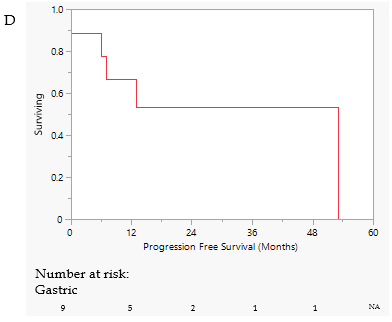 D
1.0
0.8
0.6
0.4
0.2
0
Surviving
0 12 24 36 48 60
Progression Free Survival (Months)
Number at risk:
Gastric
9 5 2 1 1 NA